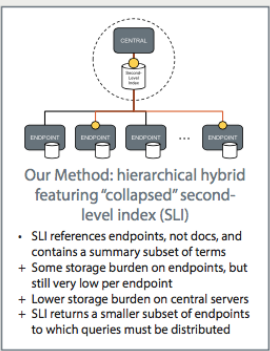 CENTRAL
Second-
Level
Index
ENDPOINT ENDPOINT ENDPOINT ... ENDPOINT
Our Method: hierarchical hybrid
featuring "collapsed" second-
level index (SLI)
• SLI references endpoints, not docs, and
contains a summary subset of terms
+ Some storage burden on endpoints, but
still very low per endpoint
+ Lower storage burden on central servers
+ SLI returns a smaller subset of endpoints
to which queries must be distributed